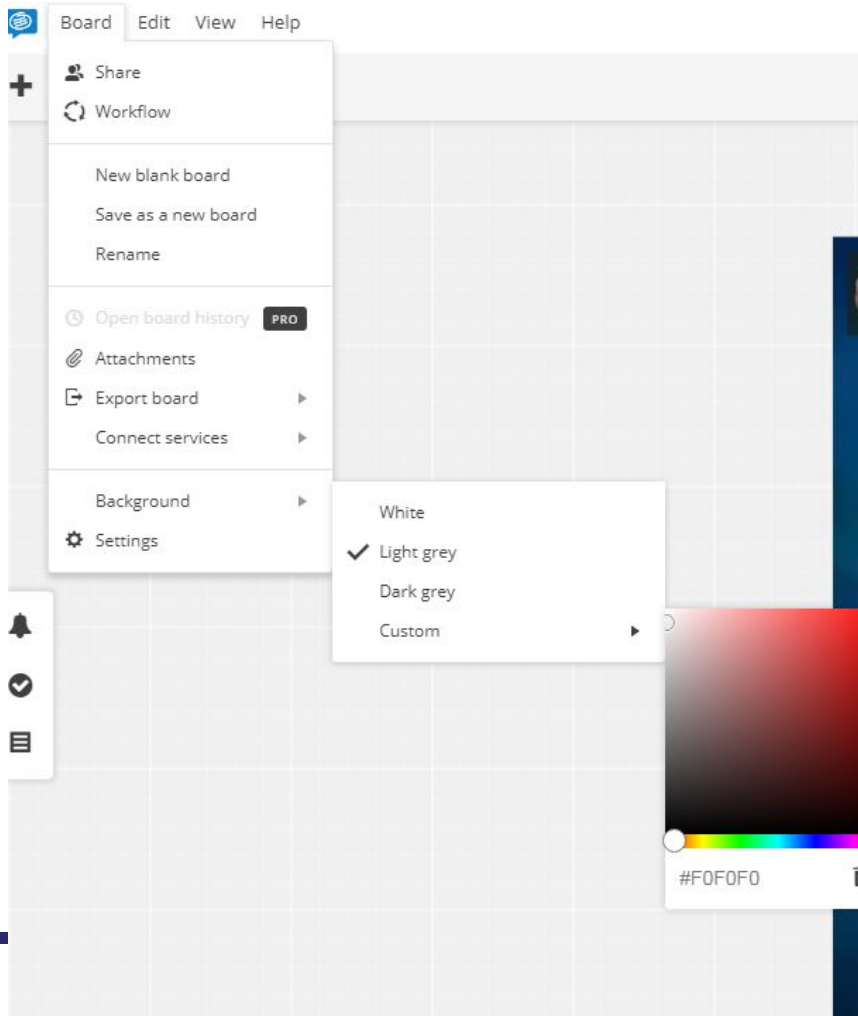 Board Edit View Help
Share
Workflow
New blank board
Save as a new board
Rename
Open board history PRO
Attachments
Export board
Connect services
Background
Settings
White
Light grey
Dark grey
Custom
#F0F0F0